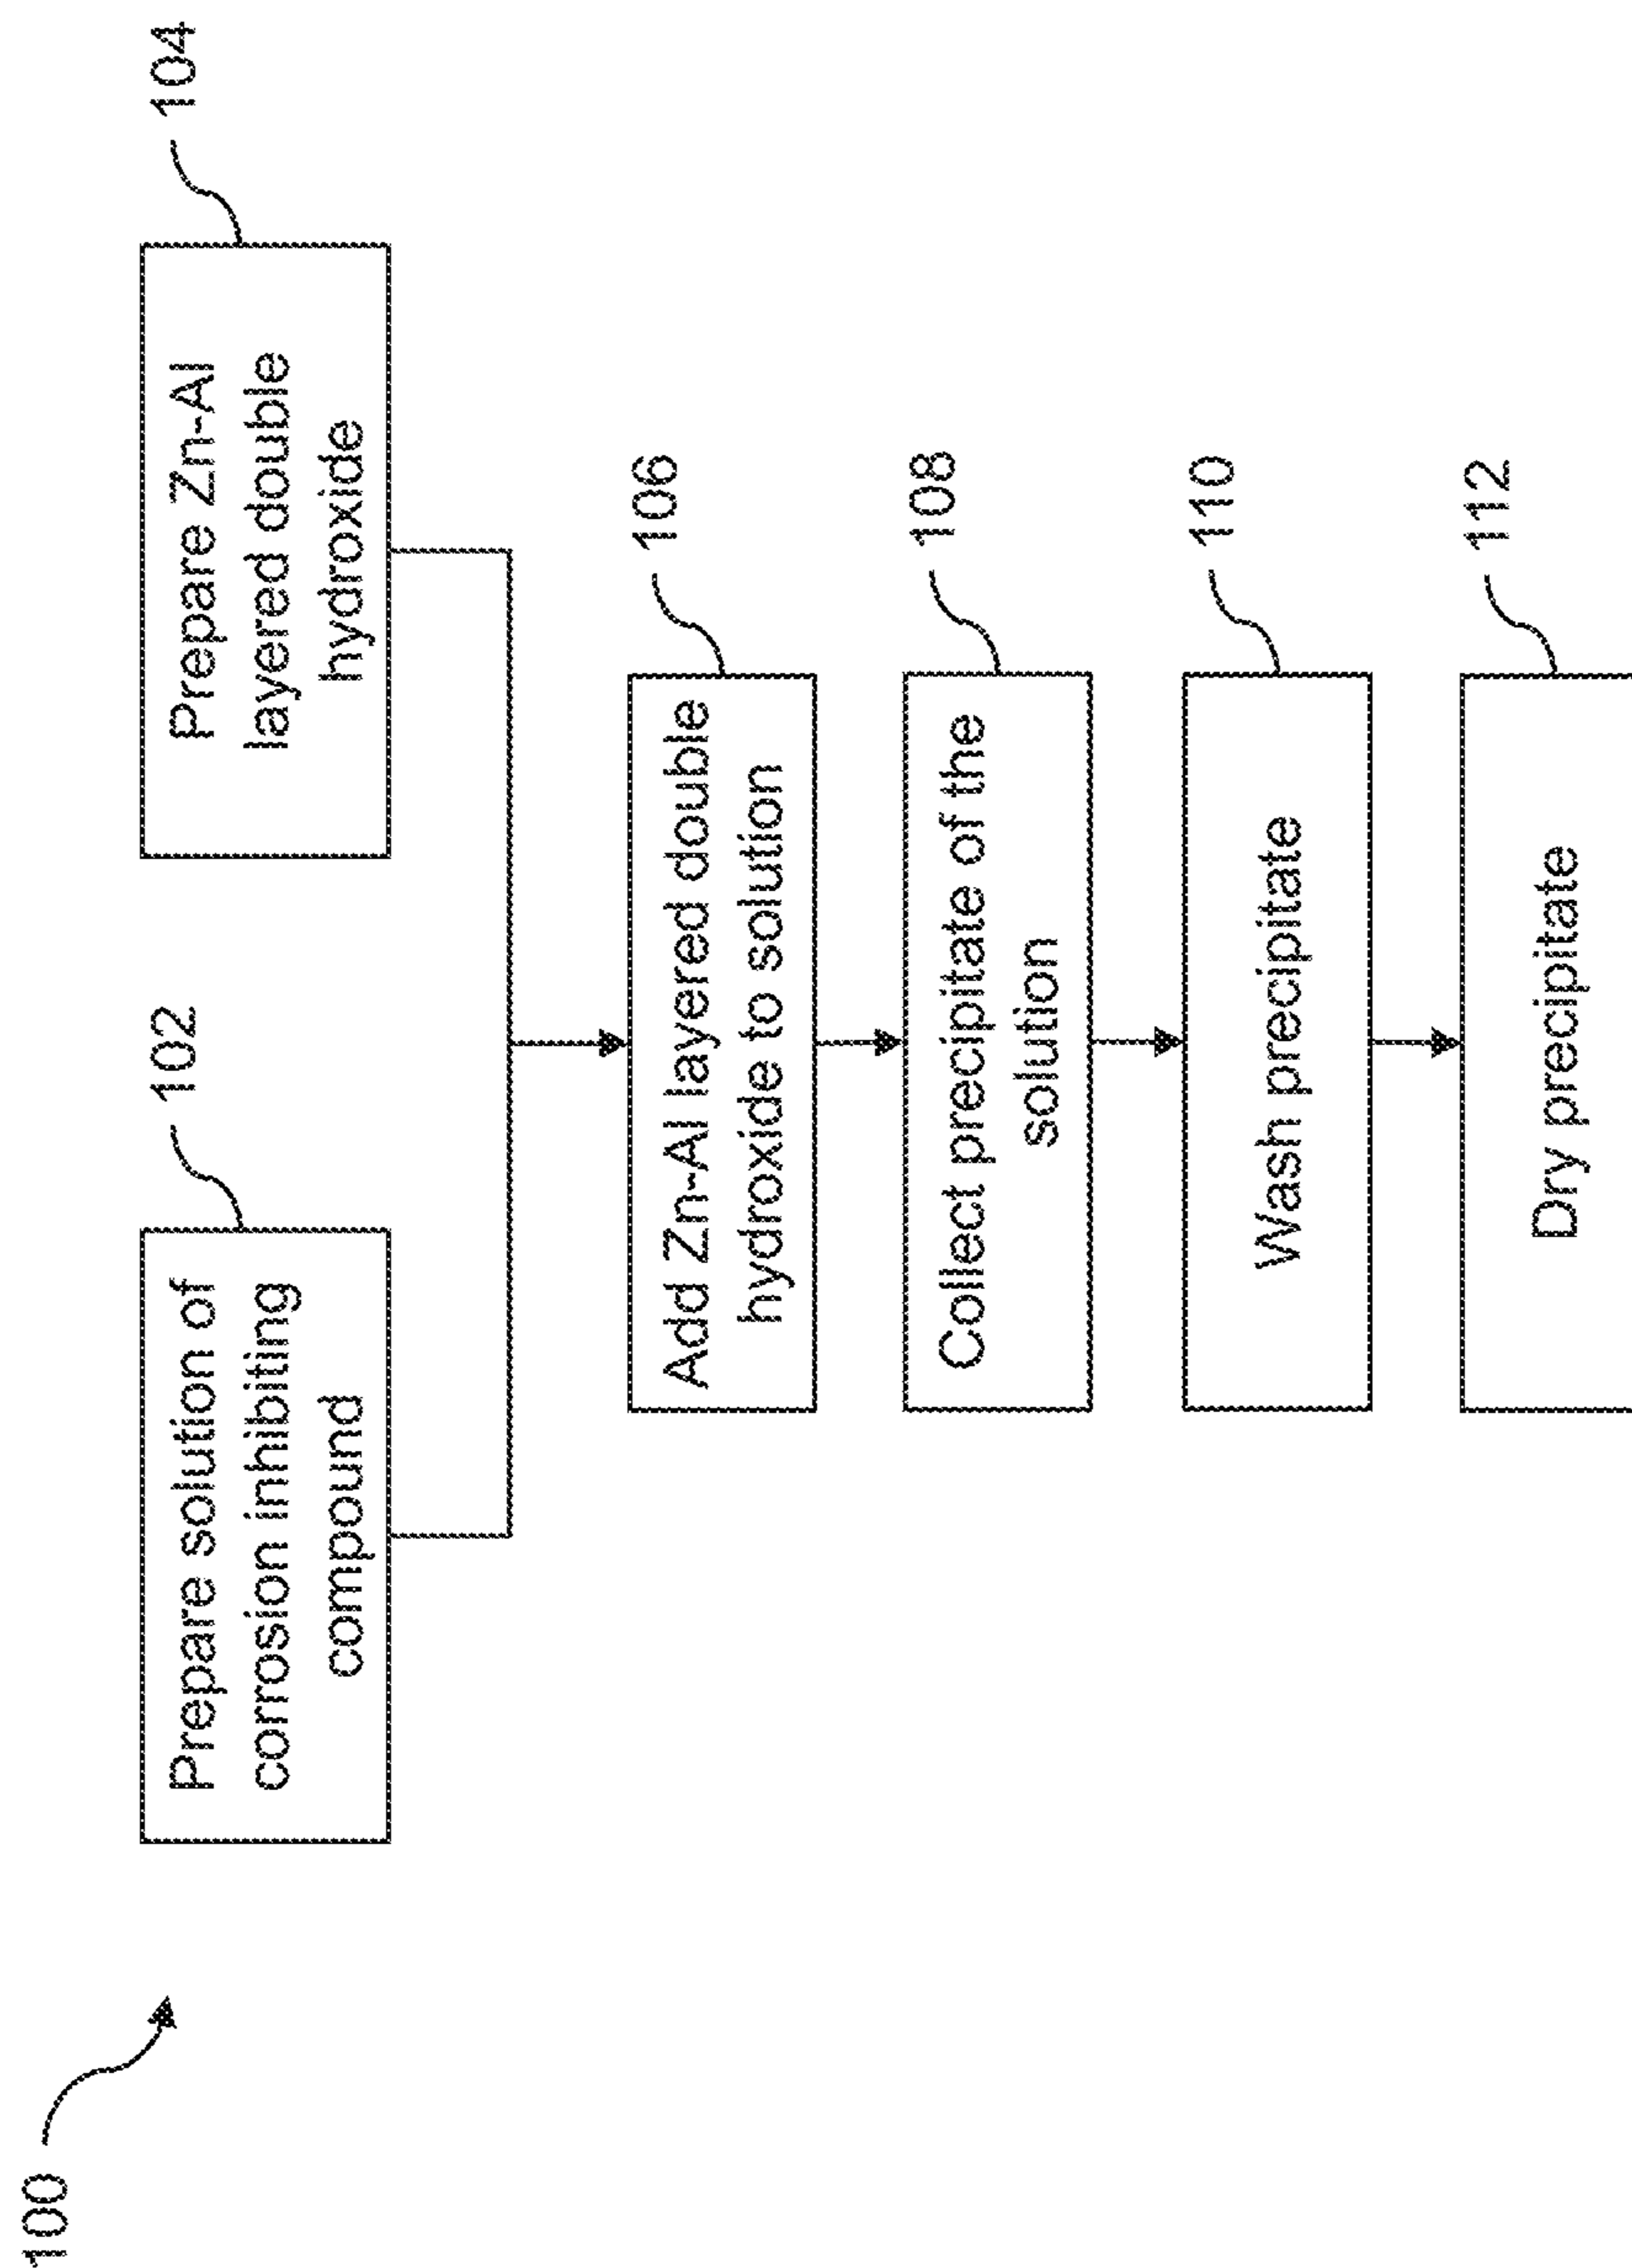 100
102
Prepare solution of
corrosion inhibiting
compound
104
Prepare Zn-Al
layered double
hydroxide
106
Add Zn-Al layered double
hydroxide to solution
108
Collect precipitate of the
solution
110
Wash precipitate
112
Dry precipitate